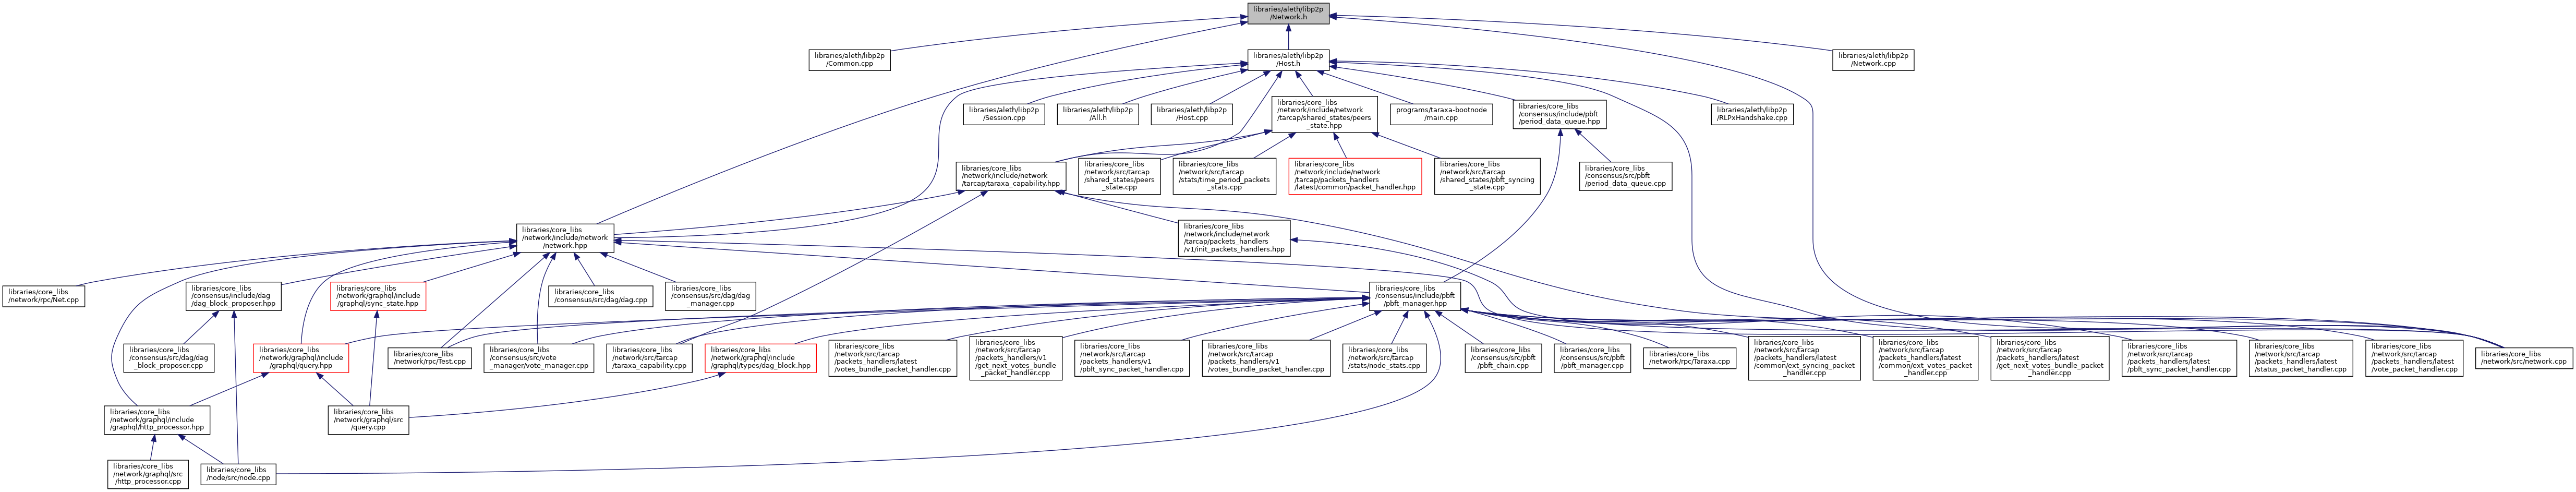 libraries/aleth/libp2p
/Network.h
libraries/aleth/libp2p
/Common.cpp
libraries/aleth/libp2p
/Host.h
libraries/aleth/libp2p
/Network.cpp
libraries/aleth/libp2p
/Session.cpp
libraries/aleth/libp2p
/All.h
libraries/aleth/libp2p
/Host.cpp
libraries/core_libs
/network/include/network
/tarcap/shared_states/peers
_state.hpp
programs/taraxa-bootnode
/main.cpp
libraries/core_libs
/consensus/include/pbft
/period_data_queue.hpp
libraries/aleth/libp2p
/RLPxHandshake.cpp
libraries/core_libs
/network/include/network
/tarcap/taraxa_capability.hpp
libraries/core_libs
/network/src/tarcap
/shared_states/peers
_state.cpp
libraries/core_libs
/network/src/tarcap
/stats/time_period_packets
_stats.cpp
libraries/core_libs
/network/include/network
/tarcap/packets_handlers
/latest/common/packet_handler.hpp
libraries/core_libs
/network/src/tarcap
/shared_states/pbft_syncing
_state.cpp
libraries/core_libs
/consensus/src/pbft
/period_data_queue.cpp
libraries/core_libs
/network/include/network
/network.hpp
libraries/core_libs
/network/include/network
/tarcap/packets_handlers
/v1/init_packets_handlers.hpp
libraries/core_libs
/network/rpc/Net.cpp
libraries/core_libs
/consensus/include/dag
/dag_block_proposer.hpp
libraries/core_libs
/network/graphql/include
/graphql/sync_state.hpp
libraries/core_libs
/consensus/src/dag/dag.cpp
libraries/core_libs
/consensus/src/dag/dag
_manager.cpp
libraries/core_libs
/consensus/include/pbft
/pbft_manager.hpp
libraries/core_libs
/consensus/src/dag/dag
_block_proposer.cpp
libraries/core_libs
/network/graphql/include
/graphql/query.hpp
libraries/core_libs
/network/rpc/Test.cpp
libraries/core_libs
/consensus/src/vote
_manager/vote_manager.cpp
libraries/core_libs
/network/src/tarcap
/taraxa_capability.cpp
libraries/core_libs
/network/graphql/include
/graphql/types/dag_block.hpp
libraries/core_libs
/network/src/tarcap
/packets_handlers/latest
/votes_bundle_packet_handler.cpp
libraries/core_libs
/network/src/tarcap
/packets_handlers/v1
/get_next_votes_bundle
_packet_handler.cpp
libraries/core_libs
/network/src/tarcap
/packets_handlers/v1
/pbft_sync_packet_handler.cpp
libraries/core_libs
/network/src/tarcap
/packets_handlers/v1
/votes_bundle_packet_handler.cpp
libraries/core_libs
/network/src/tarcap
/stats/node_stats.cpp
libraries/core_libs
/consensus/src/pbft
/pbft_chain.cpp
libraries/core_libs
/consensus/src/pbft
/pbft_manager.cpp
libraries/core_libs
/network/rpc/Taraxa.cpp
libraries/core_libs
/network/src/tarcap
/packets_handlers/latest
/common/ext_syncing_packet
_handler.cpp
libraries/core_libs
/network/src/tarcap
/packets_handlers/latest
/common/ext_votes_packet
_handler.cpp
libraries/core_libs
/network/src/tarcap
/packets_handlers/latest
/get_next_votes_bundle_packet
_handler.cpp
libraries/core_libs
/network/src/tarcap
/packets_handlers/latest
/pbft_sync_packet_handler.cpp
libraries/core_libs
/network/src/tarcap
/packets_handlers/latest
/status_packet_handler.cpp
libraries/core_libs
/network/src/tarcap
/packets_handlers/latest
/vote_packet_handler.cpp
libraries/core_libs
/network/src/network.cpp
libraries/core_libs
/network/graphql/include
/graphql/http_processor.hpp
libraries/core_libs
/network/graphql/src
/query.cpp
libraries/core_libs
/network/graphql/src
/http_processor.cpp
libraries/core_libs
/node/src/node.cpp